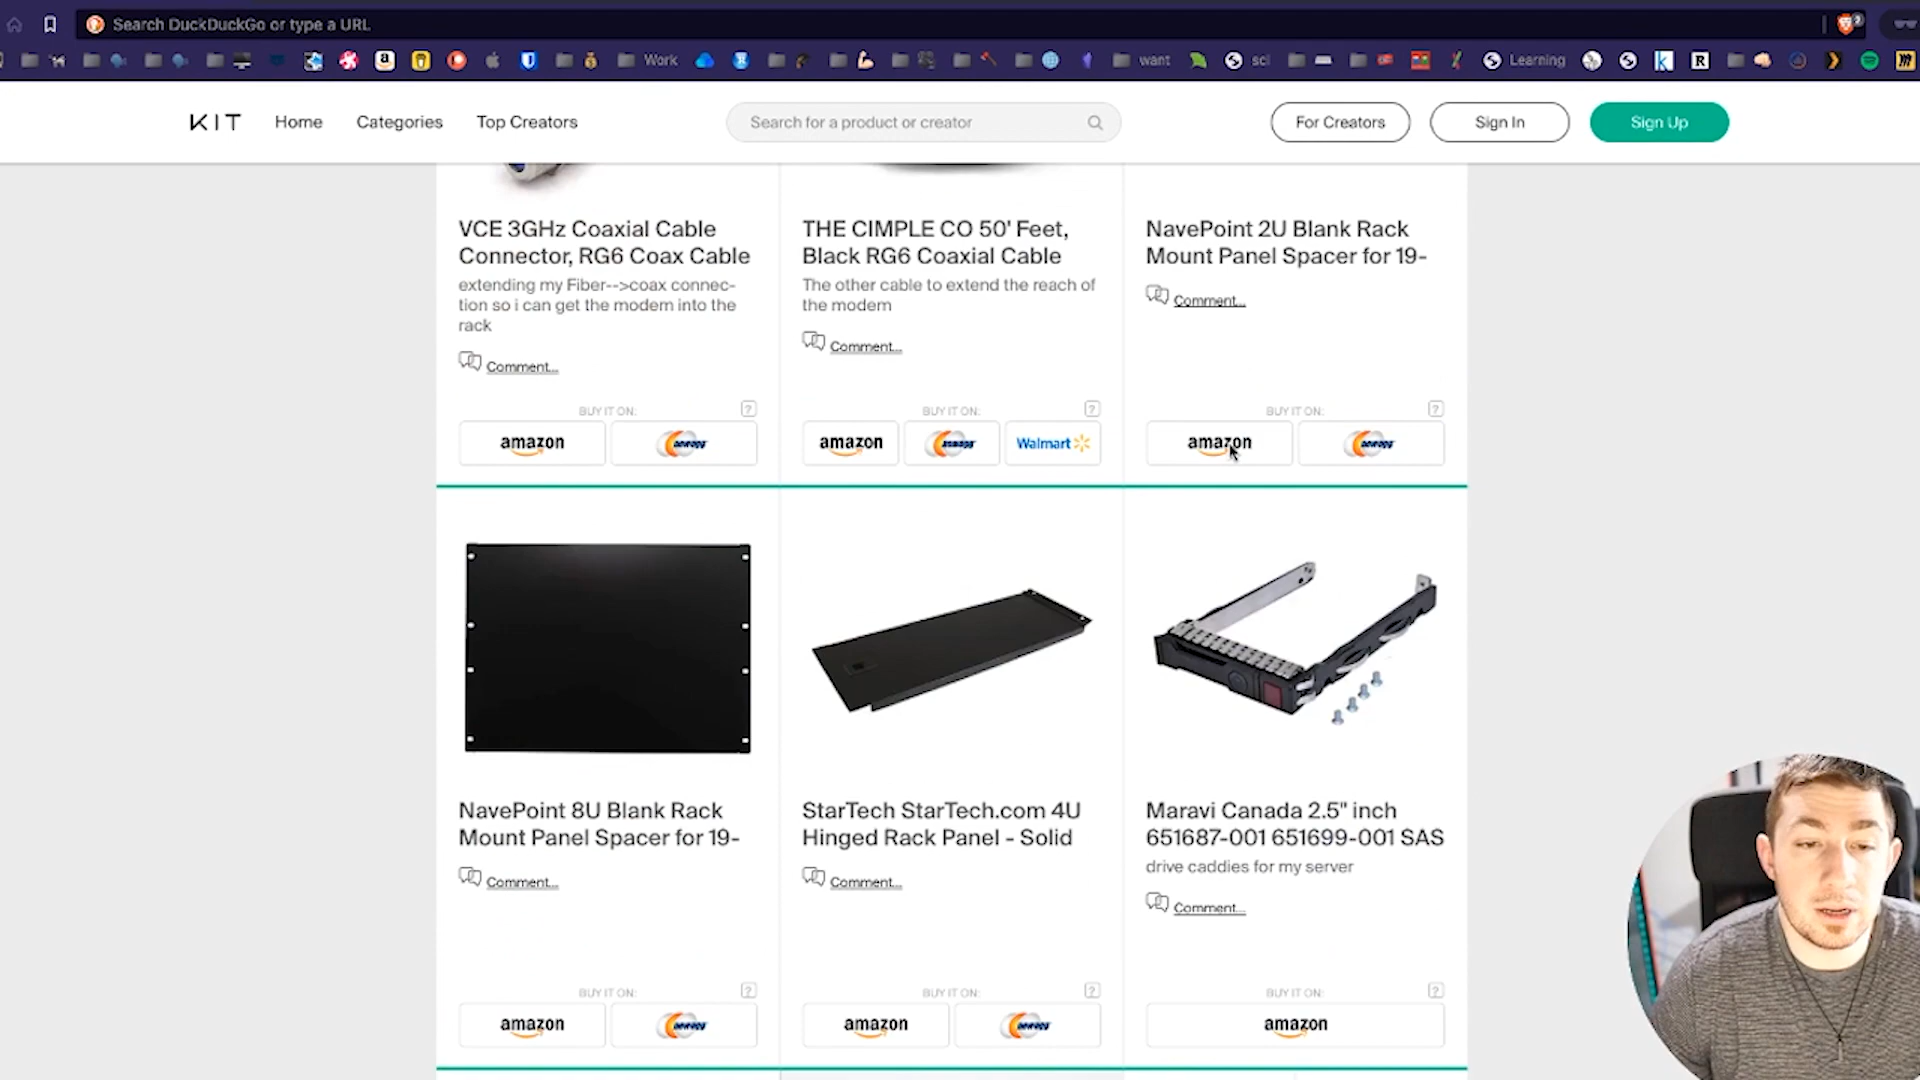 Search DuckDuckGo or type a URL
Work
want
sci
Learning
KIT
Home
Categories
Top Creators
Search for a product or creator
For Creators
Sign In
Sign Up
VCE 3GHz Coaxial Cable
Connector, RG6 Coax Cable
extending my Fiber-->coax connec-
tion so i can get the modem into the
rack
Comment...
BUY IT ON:
?
amazon
newegg
THE CIMPLE CO 50' Feet,
Black RG6 Coaxial Cable
The other cable to extend the reach of
the modem
Comment...
BUY IT ON:
?
amazon
newegg
Walmart
NavePoint 2U Blank Rack
Mount Panel Spacer for 19-
Comment...
BUY IT ON:
?
amazon
newegg
NavePoint 8U Blank Rack
Mount Panel Spacer for 19-
Comment...
BUY IT ON:
?
amazon
newegg
StarTech StarTech.com 4U
Hinged Rack Panel - Solid
Comment...
BUY IT ON:
?
amazon
newegg
Maravi Canada 2.5" inch
651687-001 651699-001 SAS
drive caddies for my server
Comment...
BUY IT ON:
?
amazon